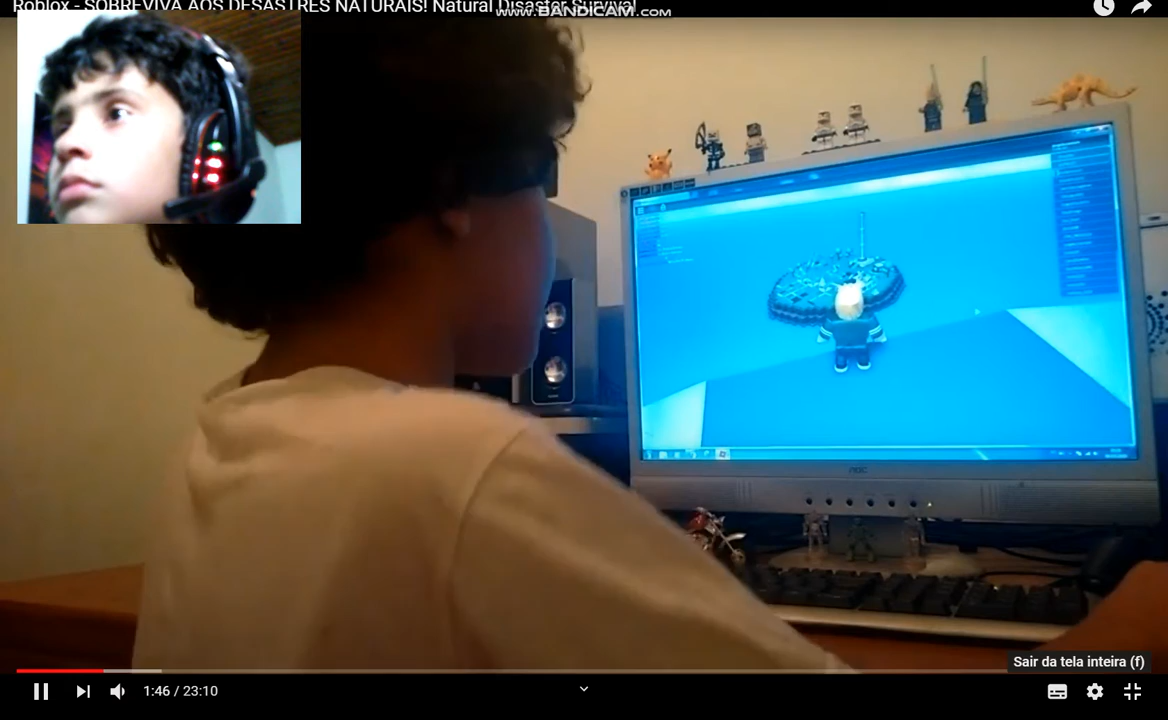 Roblox - SOBREVIVA AOS DESASTRES NATURAIS! Natural Disaster Survival
www.BANDICAM.com
AOC
Sair da tela inteira (f)
1:46 / 23:10